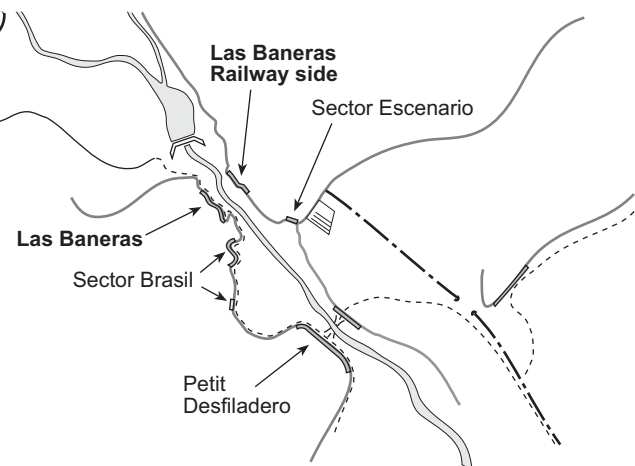 Las Baneras
Railway side
Sector Escenario
Las Baneras
Sector Brasil
Petit
Desfiladero